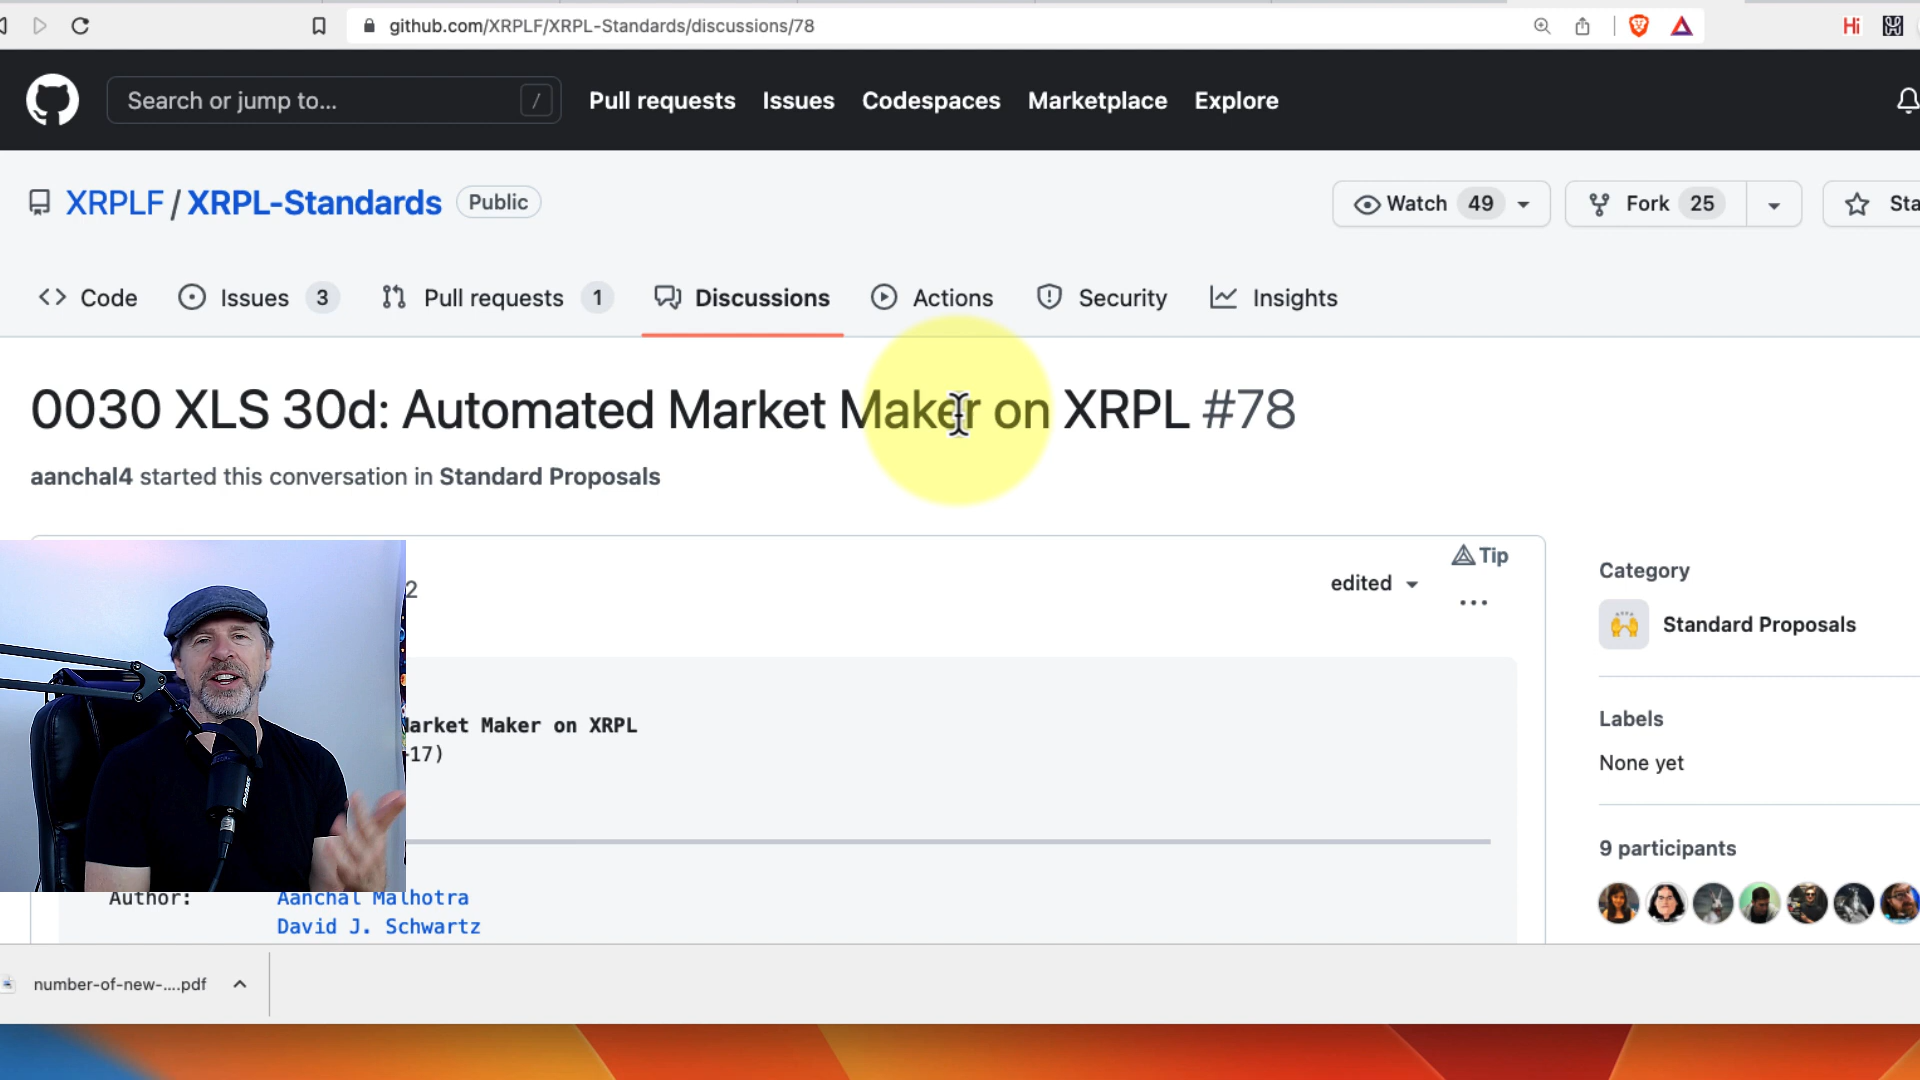 github.com/XRPLF/XRPL-Standards/discussions/78
Hi
Search or jump to... /
Pull requests Issues Codespaces Marketplace Explore
XRPLF / XRPL-Standards Public
Watch 49 Fork 25 Sta
Code Issues 3 Pull requests 1 Discussions Actions Security Insights
0030 XLS 30d: Automated Market Maker on XRPL #78
aanchal4 started this conversation in Standard Proposals
Tip
2 edited
Category
Standard Proposals
Market Maker on XRPL
-17)
Labels
None yet
9 participants
Author: Aanchal Malhotra
David J. Schwartz
number-of-new-....pdf